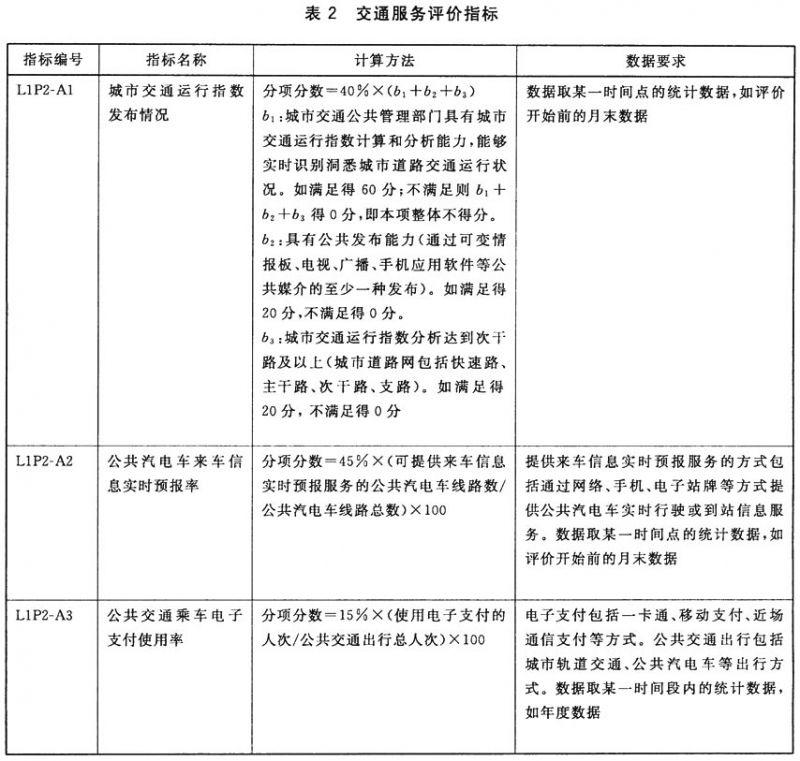 表 2 交通服务评价指标
指标编号 指标名称 计算方法 数据要求
L1P2-A1
城市交通运行指数
发布情况
分项分数=40%×(b₁+b₂+b₃)
b₁:城市交通公共管理部门具有城市
交通运行指数计算和分析能力,能够
实时识别洞悉城市道路交通运行状
况。如满足得 60 分;不满足则 b₁+
b₂+b₃ 得 0 分,即本项整体不得分。
b₂:具有公共发布能力(通过可变情
报板、电视、广播、手机应用软件等公
共媒介的至少一种发布)。如满足得
20 分,不满足得 0 分。
b₃:城市交通运行指数分析达到次干
路及以上(城市道路网包括快速路、
主干路、次干路、支路)。如满足得
20 分, 不满足得 0 分
数据取某一时间点的统计数据,如评价
开始前的月末数据
L1P2-A2
公共汽电车来车信
息实时预报率
分项分数=45%×(可提供来车信息
实时预报服务的公共汽电车线路数/
公共汽电车线路总数)×100
提供来车信息实时预报服务的方式包
括通过网络、手机、电子站牌等方式提
供公共汽电车实时行驶或到站信息服
务。数据取某一时间点的统计数据,如
评价开始前的月末数据
L1P2-A3
公共交通乘车电子
支付使用率
分项分数=15%×(使用电子支付的
人次/公共交通出行总人次)×100
电子支付包括一卡通、移动支付、近场
通信支付等方式。公共交通出行包括
城市轨道交通、公共汽电车等出行方
式。数据取某一时间段内的统计数据,
如年度数据